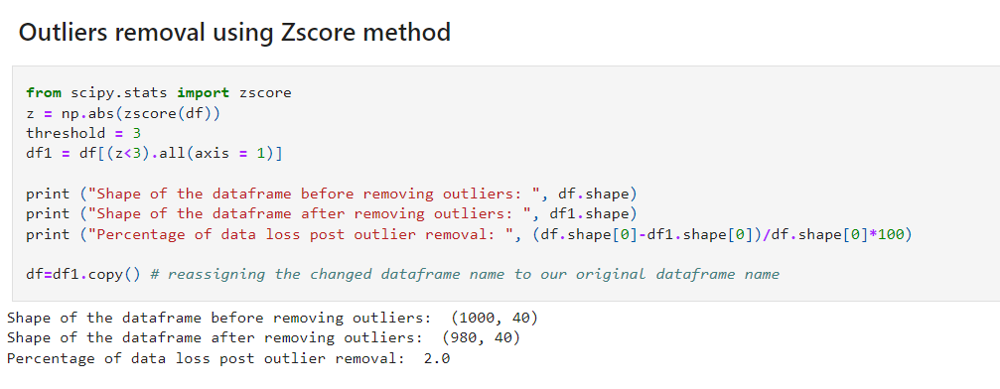 Outliers removal using Zscore method
from scipy.stats import zscore
z = np.abs(zscore(df))
threshold = 3
df1 = df[(z<3).all(axis = 1)]
print ("Shape of the dataframe before removing outliers: ", df.shape)
print ("Shape of the dataframe after removing outliers: ", df1.shape)
print ("Percentage of data loss post outlier removal: ", (df.shape[0]-df1.shape[0])/df.shape[0]*100)
df=df1.copy() # reassigning the changed dataframe name to our original dataframe name
Shape of the dataframe before removing outliers:  (1000, 40)
Shape of the dataframe after removing outliers:  (980, 40)
Percentage of data loss post outlier removal:  2.0